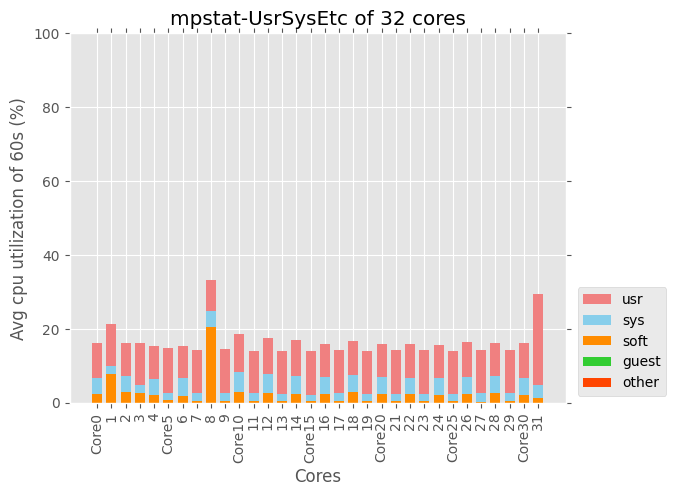 mpstat-UsrSysEtc of 32 cores
Avg cpu utilization of 60s (%)
100
80
60
40
20
0
Core0
1
2
3
4
Core5
6
7
8
9
Core10
11
12
13
14
Core15
16
17
18
19
Core20
21
22
23
24
Core25
26
27
28
29
Core30
31
Cores
usr
sys
soft
guest
other